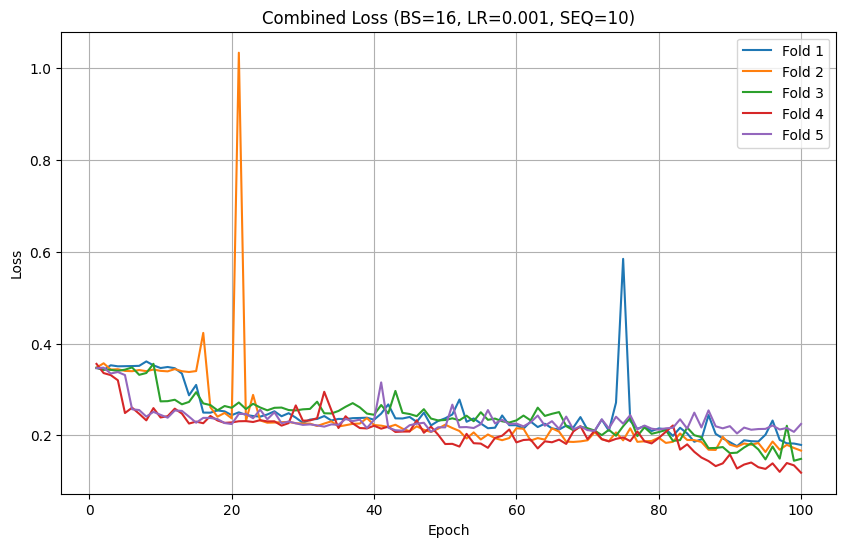 Combined Loss (BS=16, LR=0.001, SEQ=10)
Fold 1
Fold 2
Fold 3
Fold 4
Fold 5
Loss
1.0
0.8
0.6
0.4
0.2
0
20
40
60
80
100
Epoch